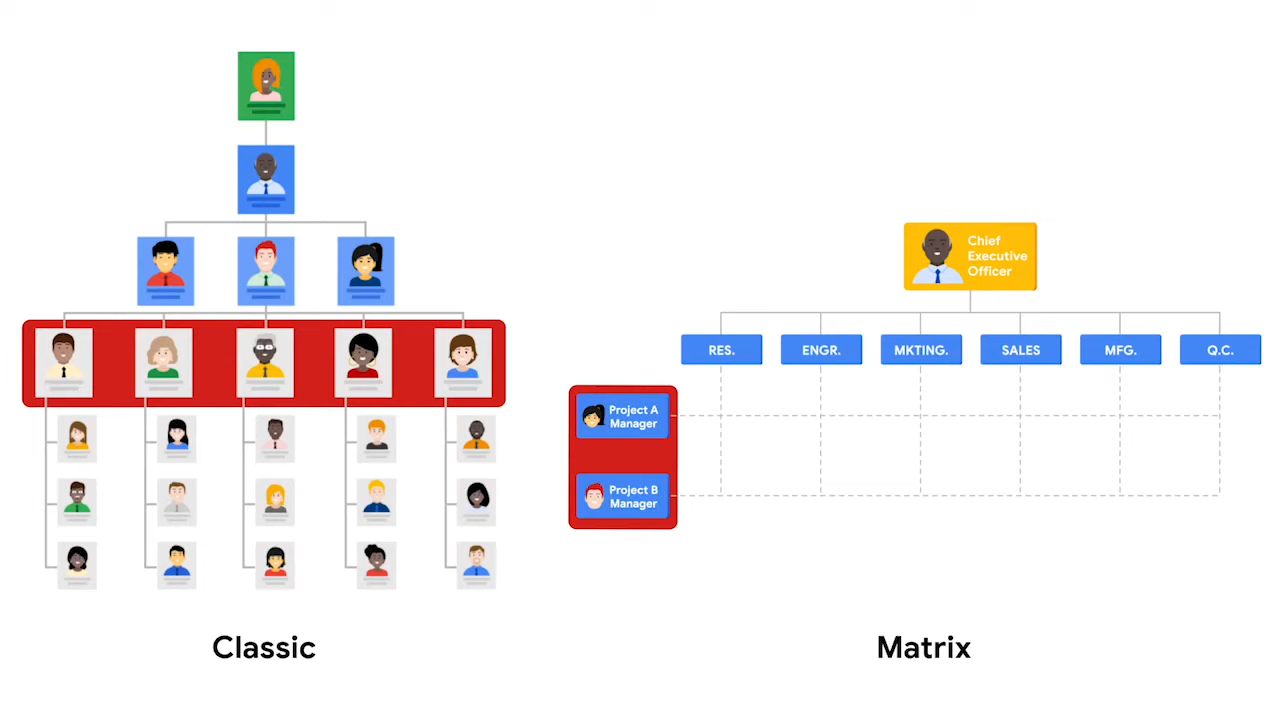 Chief
Executive
Officer
RES.
ENGR.
MKTING.
SALES
MFG.
Q.C.
Project A
Manager
Project B
Manager
Classic
Matrix